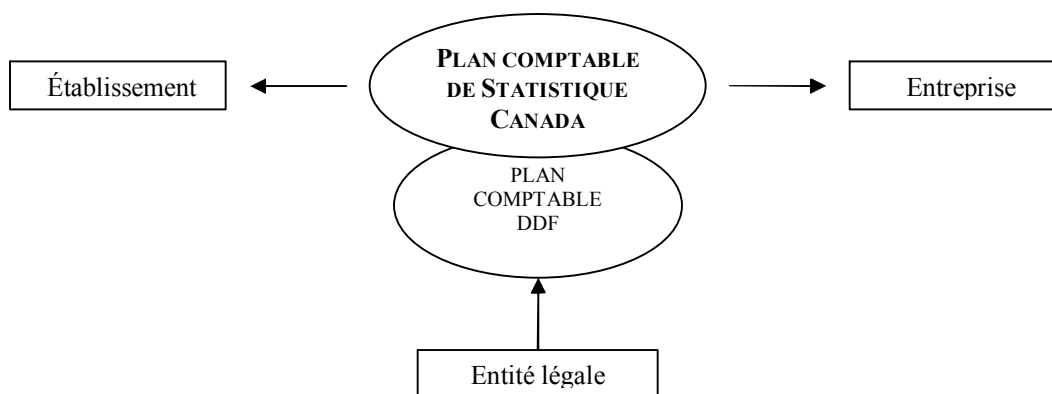 PLAN COMPTABLE
DE STATISTIQUE
CANADA
Établissement
Entreprise
PLAN
COMPTABLE
DDF
Entité légale